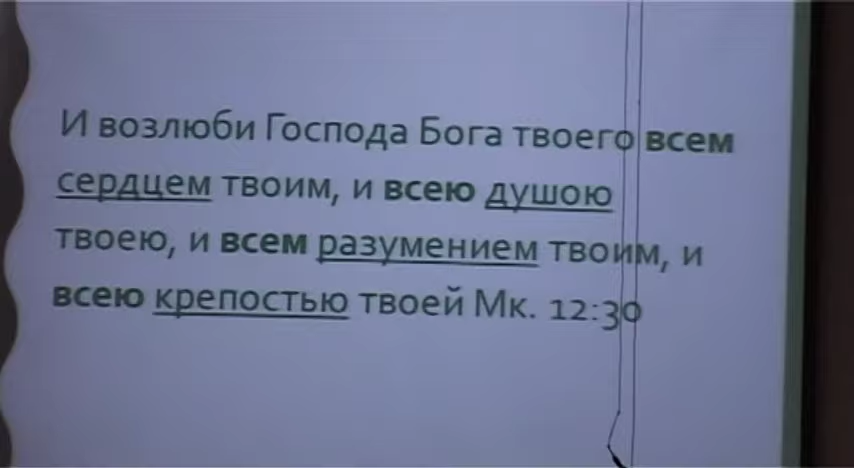 И возлюби Господа Бога твоего всем
сердцем твоим, и всею душою
твоею, и всем разумением твоим, и
всею крепостью твоей Мк. 12:30